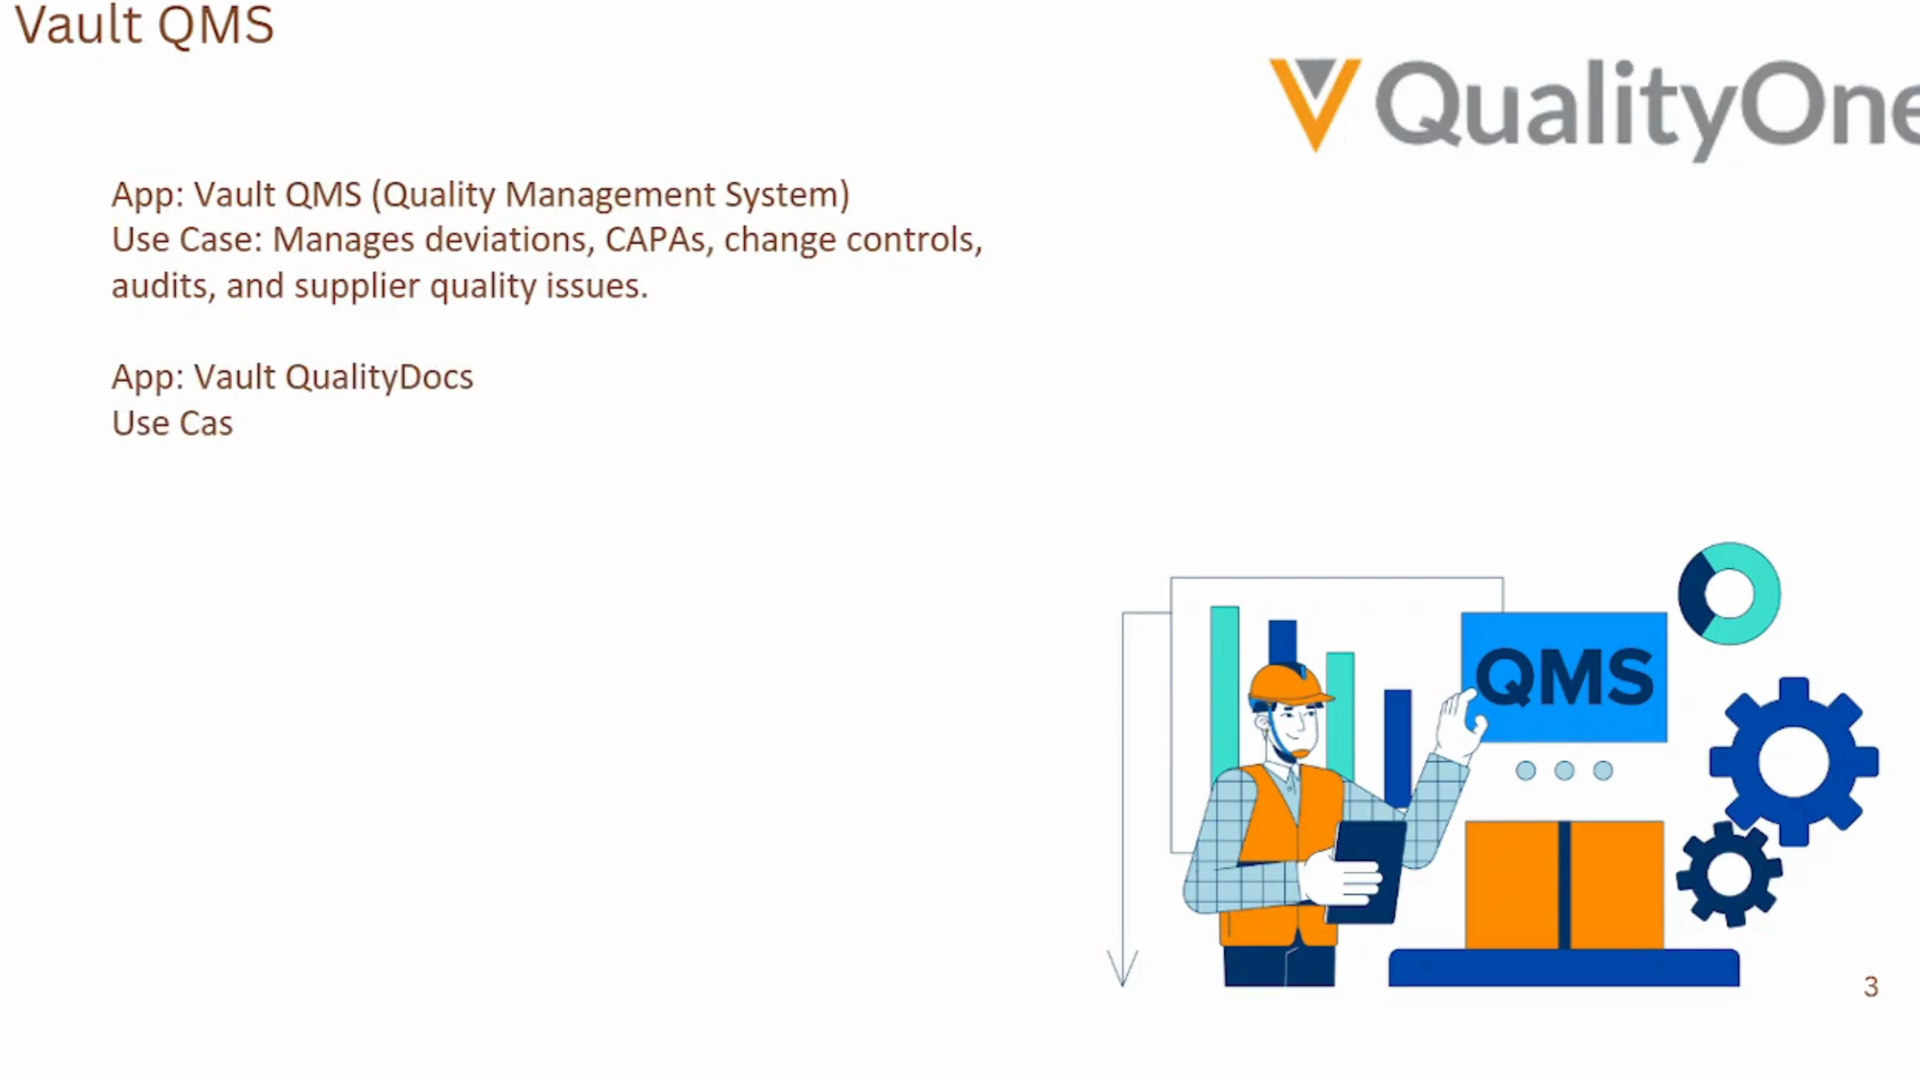 Vault QMS
QualityOne
App: Vault QMS (Quality Management System)
Use Case: Manages deviations, CAPAs, change controls,
audits, and supplier quality issues.
App: Vault QualityDocs
Use Cas
QMS
3